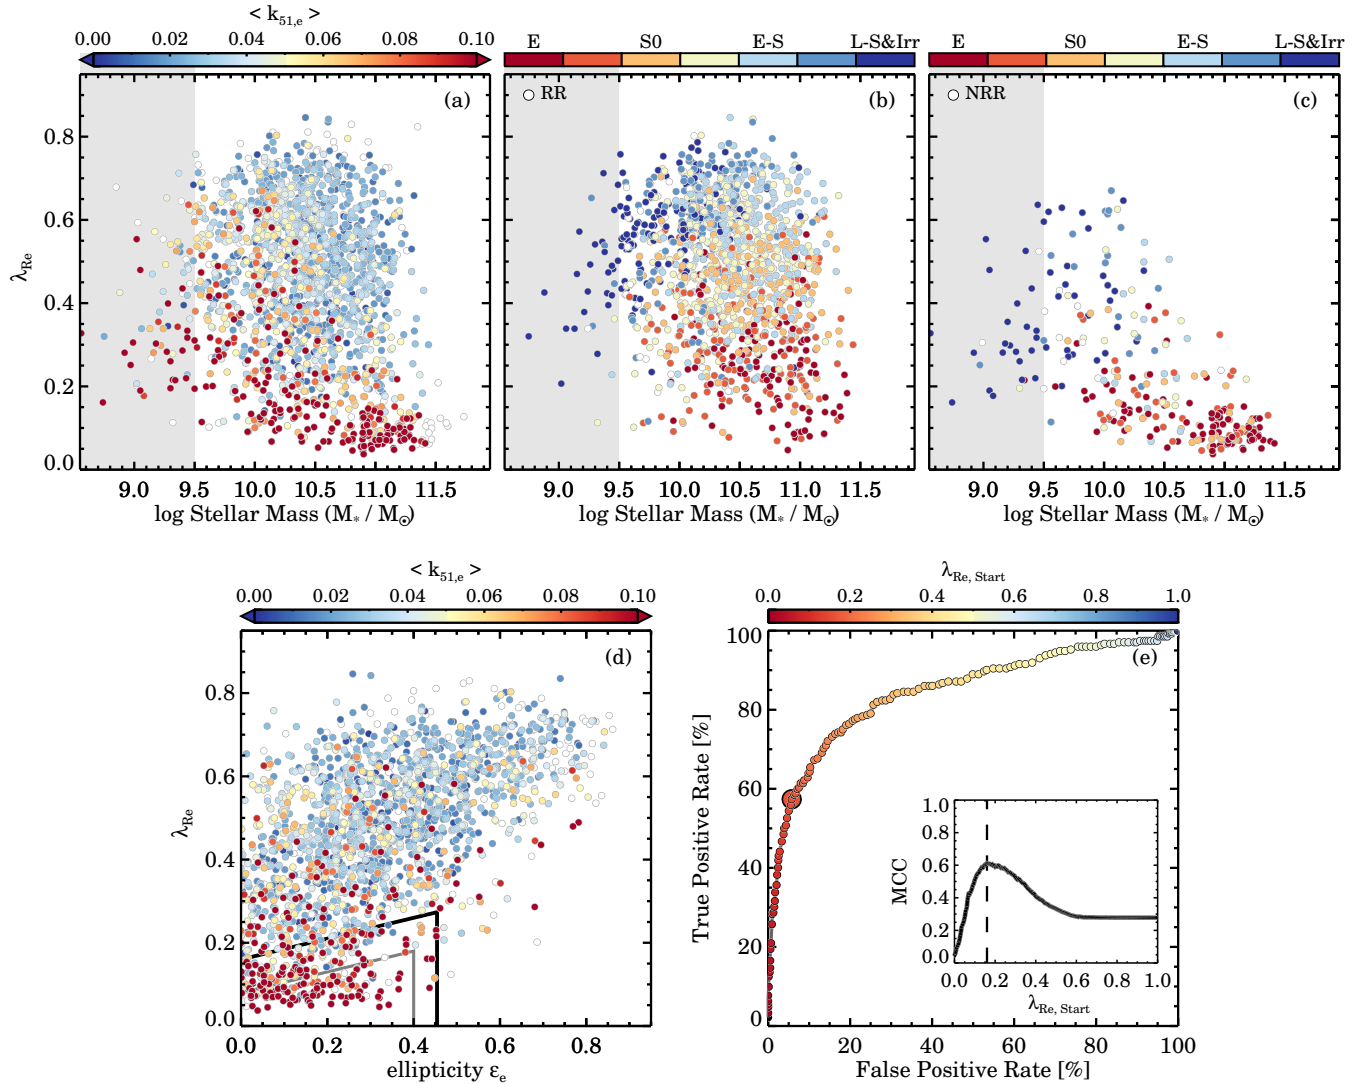 < k51,e >
0.00 0.02 0.04 0.06 0.08 0.10
E S0 E-S L-S&Irr
E S0 E-S L-S&Irr
(a)
RR
(b)
NRR
(c)
0.8
0.6
0.4
0.2
0.0
λRe
9.0 9.5 10.0 10.5 11.0 11.5
9.0 9.5 10.0 10.5 11.0 11.5
9.0 9.5 10.0 10.5 11.0 11.5
log Stellar Mass (M* / M⊙)
log Stellar Mass (M* / M⊙)
log Stellar Mass (M* / M⊙)
< k51,e >
0.00 0.02 0.04 0.06 0.08 0.10
(d)
0.8
0.6
0.4
0.2
0.0
λRe
0.0 0.2 0.4 0.6 0.8
ellipticity εe
λRe, Start
0.0 0.2 0.4 0.6 0.8 1.0
(e)
100
80
60
40
20
0
True Positive Rate [%]
0 20 40 60 80 100
False Positive Rate [%]
1.0
0.8
0.6
0.4
0.2
0.0
MCC
0.0 0.2 0.4 0.6 0.8 1.0
λRe, Start